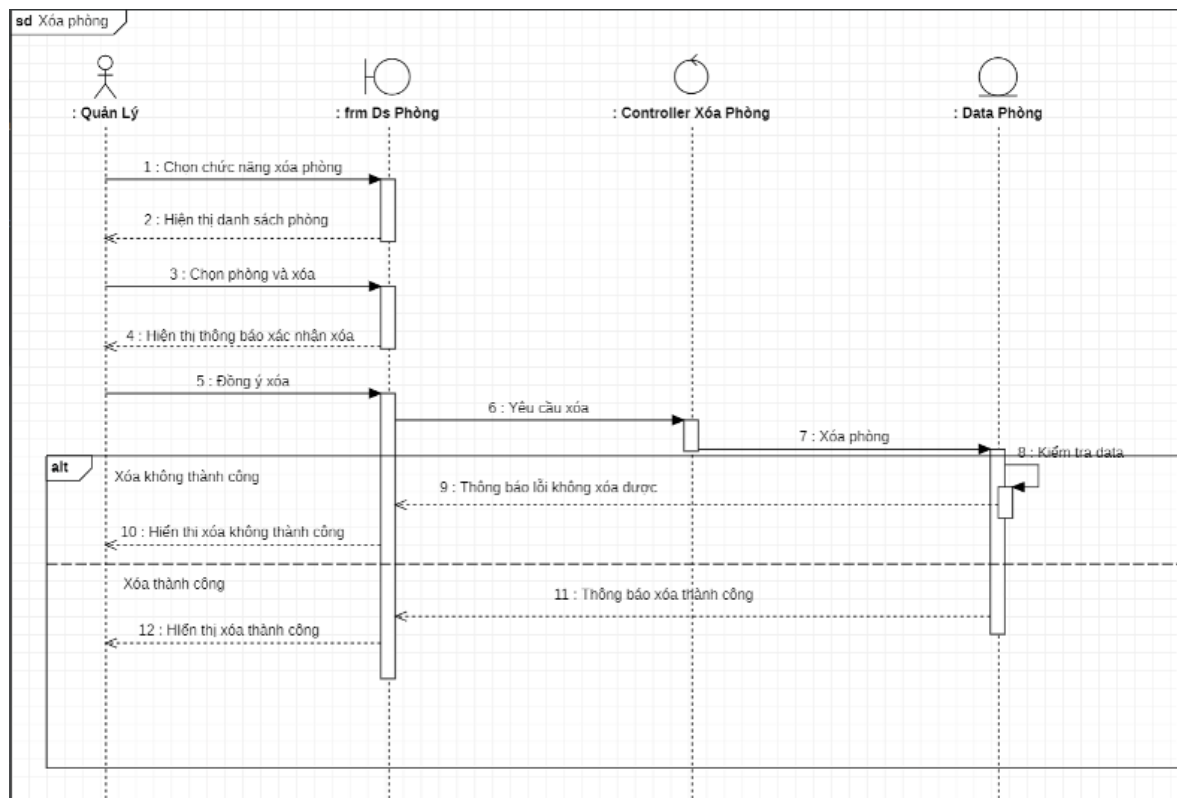 sd Xóa phòng
: Quản Lý
: frm Ds Phòng
: Controller Xóa Phòng
: Data Phòng
1 : Chọn chức năng xóa phòng
2 : Hiện thị danh sách phòng
3 : Chọn phòng và xóa
4 : Hiện thị thông báo xác nhận xóa
5 : Đồng ý xóa
6 : Yêu cầu xóa
7 : Xóa phòng
8 : Kiểm tra data
alt
Xóa không thành công
9 : Thông báo lỗi không xóa được
10 : Hiển thị xóa không thành công
Xóa thành công
11 : Thông báo xóa thành công
12 : HIển thị xóa thành công